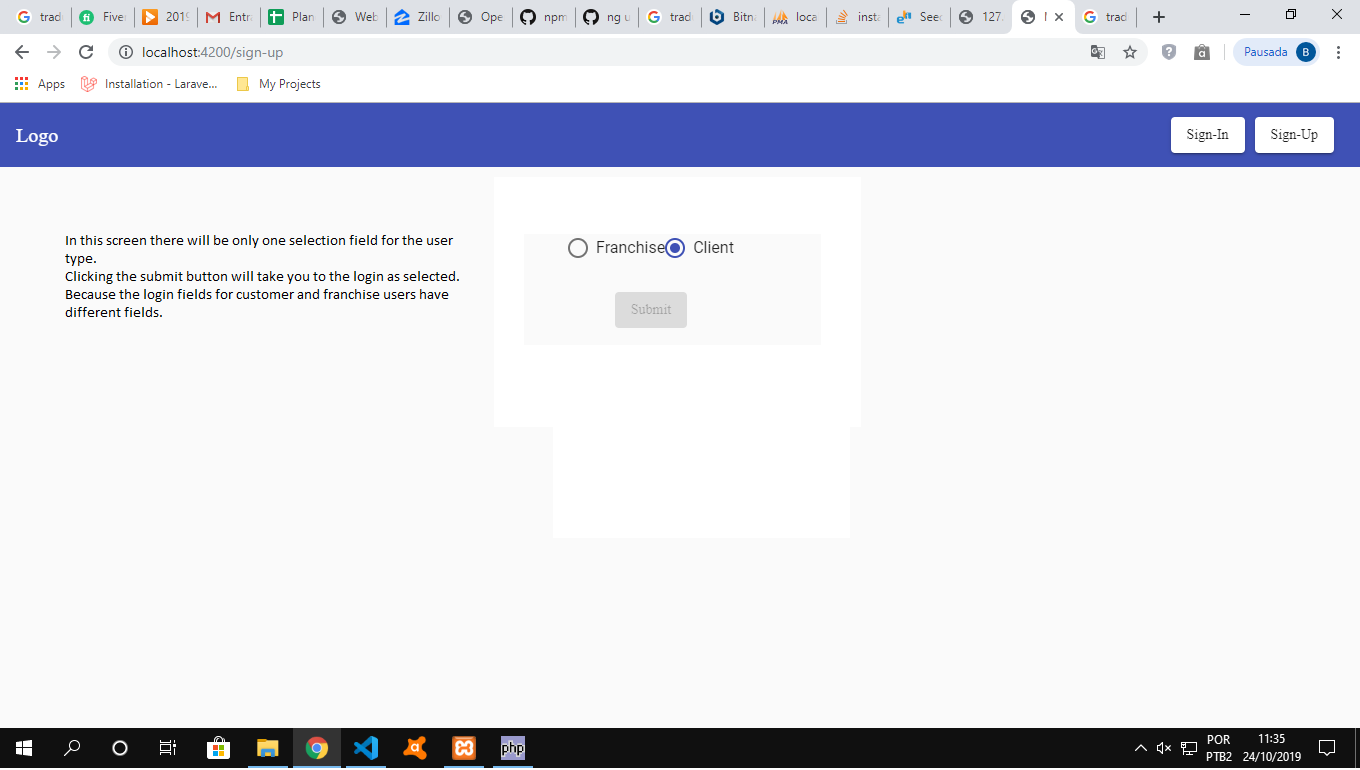 trad
Five
2019
Entr
Plan
Web
Zillo
Ope
npm
ng u
trad
Bitna
loca
insta
Seed
127.
trad
localhost:4200/sign-up
Pausada
B
Apps
Installation - Larave...
My Projects
Logo
Sign-In
Sign-Up
In this screen there will be only one selection field for the user
type.
Clicking the submit button will take you to the login as selected.
Because the login fields for customer and franchise users have
different fields.
Franchise
Client
Submit
php
POR
PTB2
11:35
24/10/2019